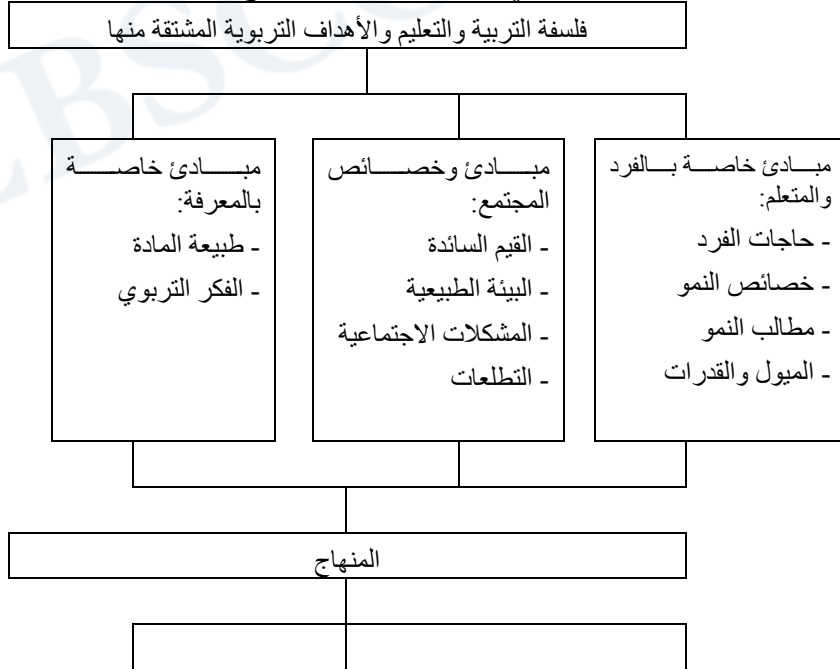 فلسفة التربية والتعليم والأهداف التربوية المشتقة منها
مبادئ خاصة بالفرد
والمتعلم:
- حاجات الفرد
- خصائص النمو
- مطالب النمو
- الميول والقدرات
مبادئ وخصائص
المجتمع:
- القيم السائدة
- البيئة الطبيعية
- المشكلات الاجتماعية
- التطلعات
مبادئ خاصة
بالمعرفة:
- طبيعة المادة
- الفكر التربوي
المنهاج